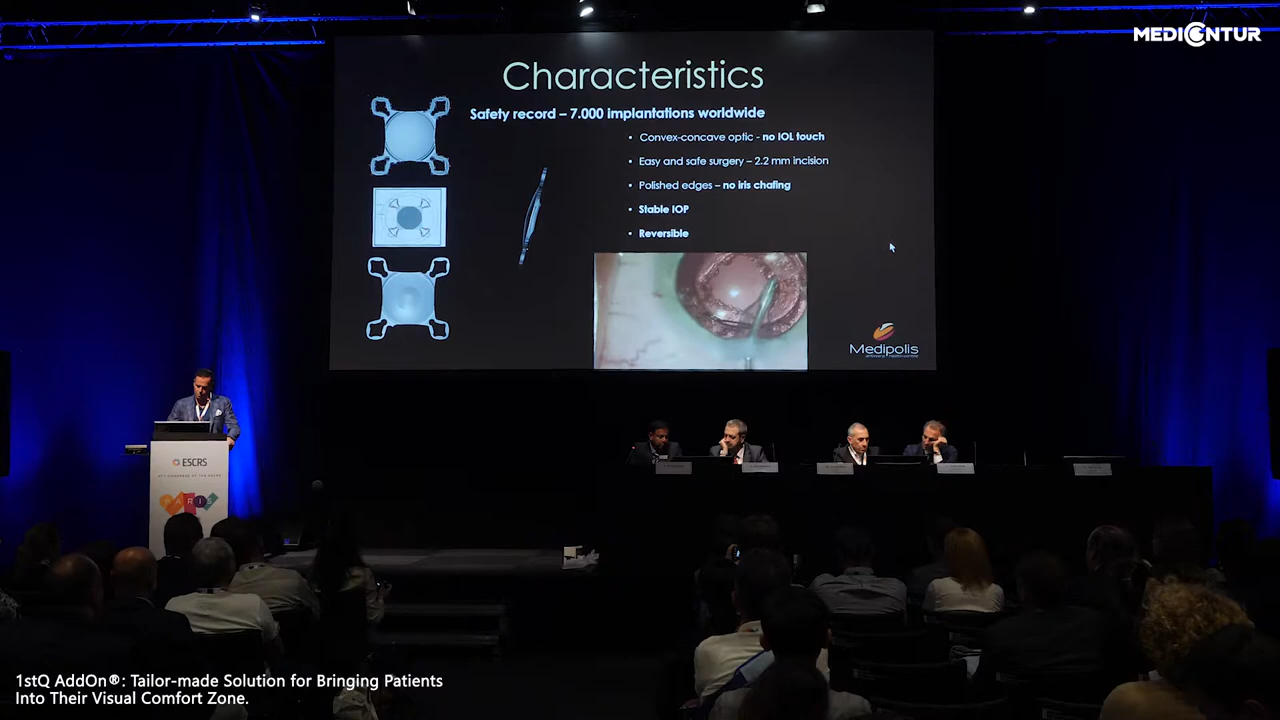 MEDICONTUR
Characteristics
Safety record – 7.000 implantations worldwide
• Convex-concave optic - no IOL touch
• Easy and safe surgery – 2.2 mm incision
• Polished edges – no iris chafing
• Stable IOP
• Reversible
Medipolis
ESCRS
PARIS
1stQ AddOn®: Tailor-made Solution for Bringing Patients
Into Their Visual Comfort Zone.